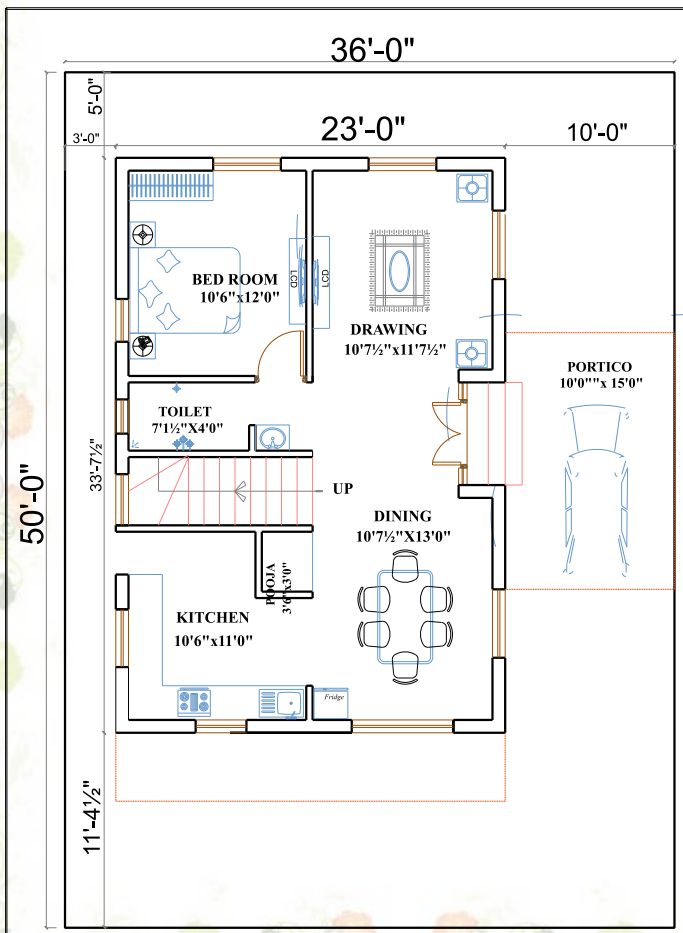 36'-0"
5'-0"
3'-0"
23'-0"
10'-0"
BED ROOM
10'6"x12'0"
LCD
LCD
DRAWING
10'7½"x11'7½"
PORTICO
10'0""x 15'0"
TOILET
7'1½"X4'0"
33'-7½"
50'-0"
UP
DINING
10'7½"X13'0"
POOJA
3'6"x3'0"
KITCHEN
10'6"x11'0"
Fridge
11'-4½"